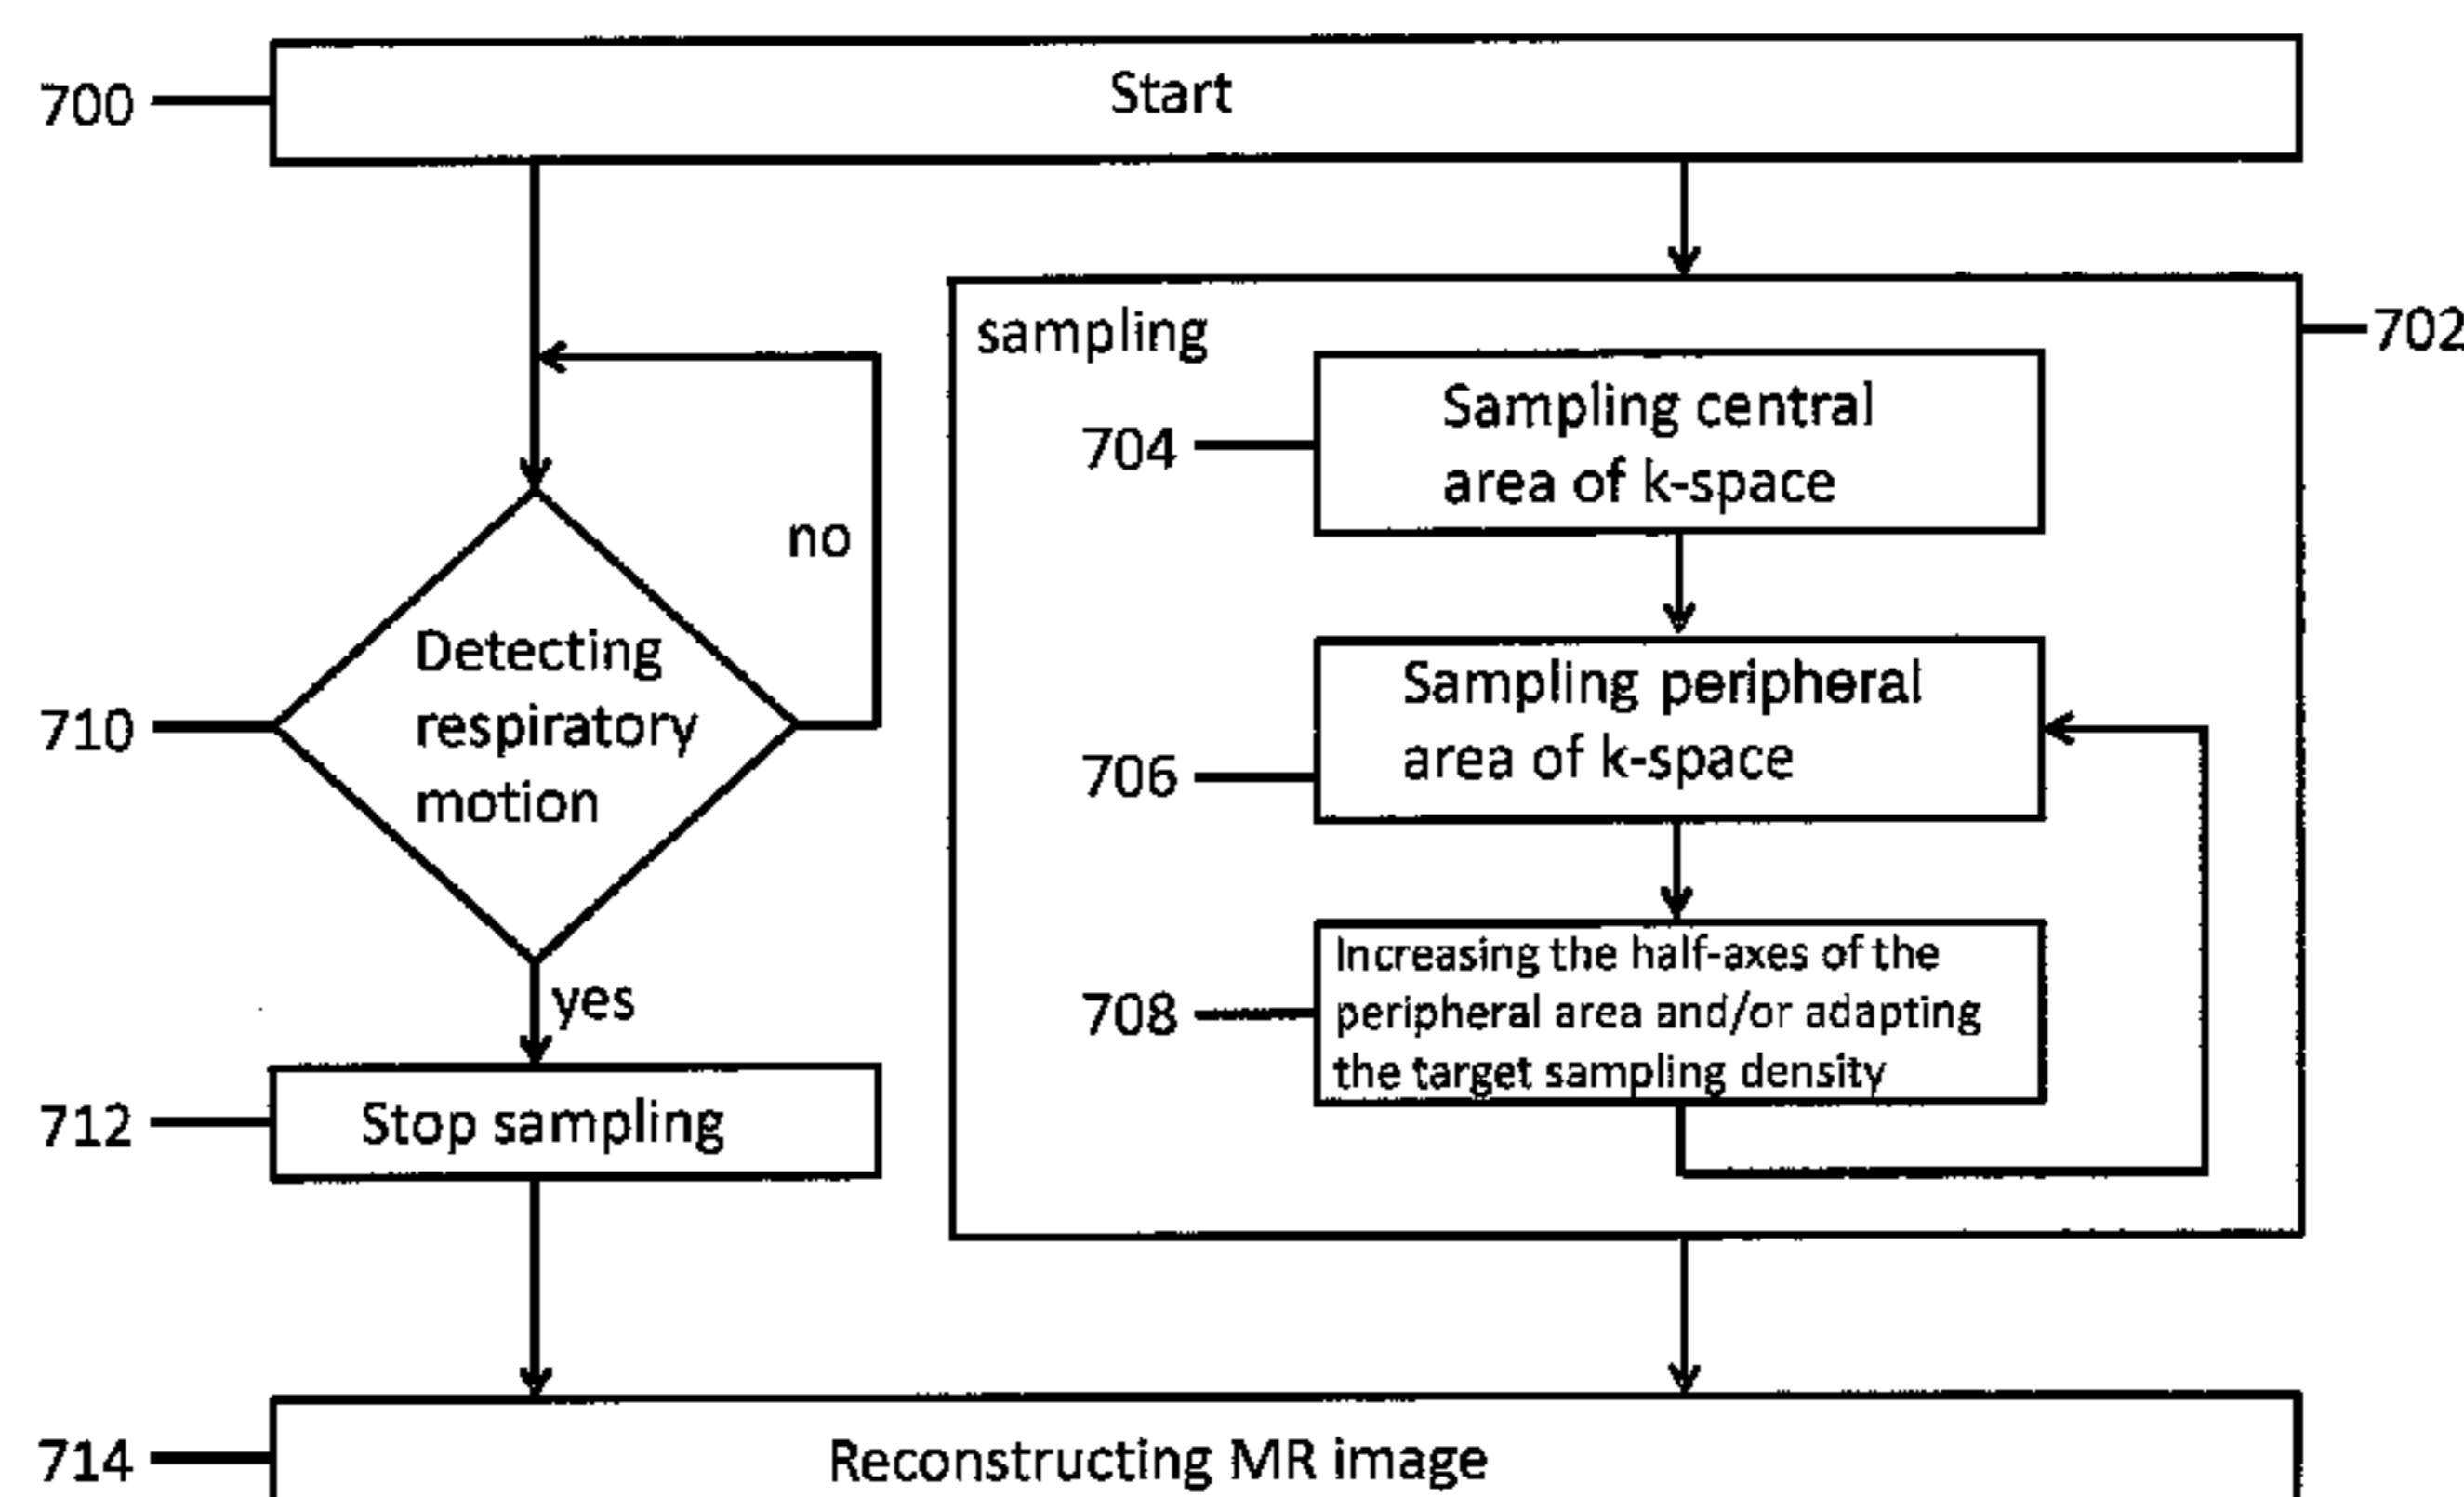 700
Start
sampling
702
704
Sampling central
area of k-space
no
706
Sampling peripheral
area of k-space
710
Detecting
respiratory
motion
yes
708
Increasing the half-axes of the
peripheral area and/or adapting
the target sampling density
712
Stop sampling
714
Reconstructing MR image